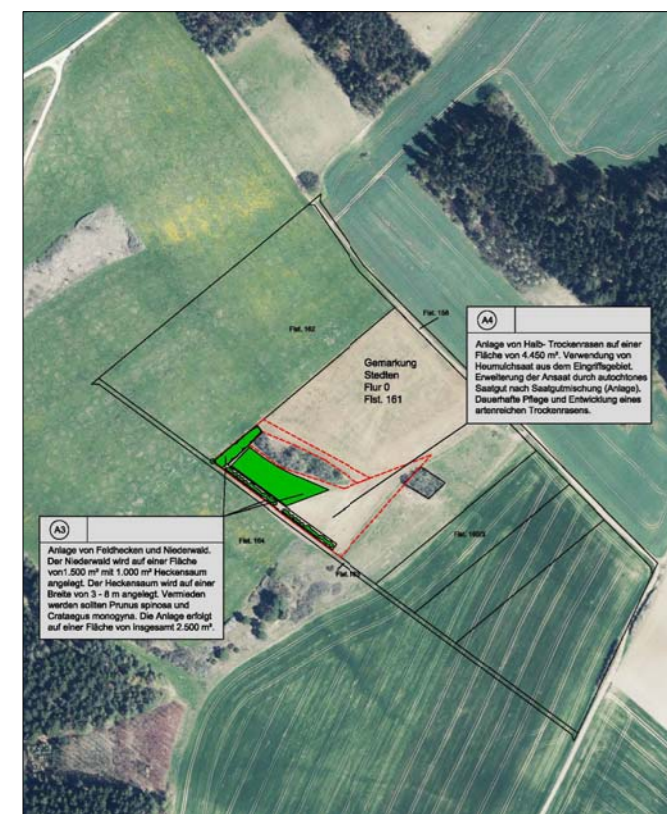 Flst. 162
Flst. 158
Gemarkung
Stedten
Flur 0
Flst. 161
A4
Anlage von Halb- Trockenrasen auf einer
Fläche von 4.450 m². Verwendung von
Heumulchsaat aus dem Eingriffsgebiet.
Erweiterung der Ansaat durch autochtones
Saatgut nach Saatgutmischung (Anlage).
Dauerhafte Pflege und Entwicklung eines
artenreichen Trockenrasens.
A3
Anlage von Feldhecken und Niederwald.
Der Niederwald wird auf einer Fläche
von1.500 m² mit 1.000 m² Heckensaum
angelegt. Der Heckensaum wird auf einer
Breite von 3 - 8 m angelegt. Vermieden
werden sollten Prunus spinosa und
Crataegus monogyna. Die Anlage erfolgt
auf einer Fläche von insgesamt 2.500 m².
Flst. 164
Flst.
Flst.